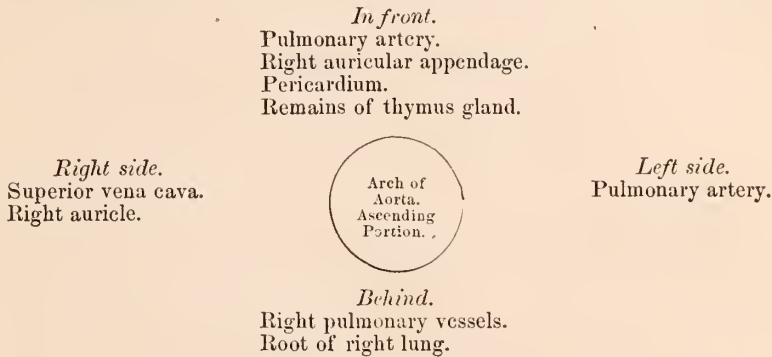 In front.
Pulmonary artery.
Right auricular appendage.
Pericardium.
Remains of thymus gland.
Right side.
Superior vena cava.
Right auricle.
Arch of
Aorta.
Ascending
Portion.
Left side.
Pulmonary artery.
Behind.
Right pulmonary vessels.
Root of right lung.